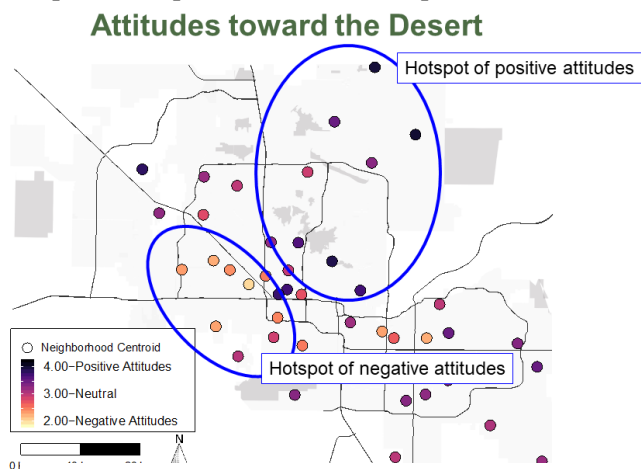 Attitudes toward the Desert
Hotspot of positive attitudes
Hotspot of negative attitudes
Neighborhood Centroid
4.00−Positive Attitudes
3.00−Neutral
2.00−Negative Attitudes
N
0